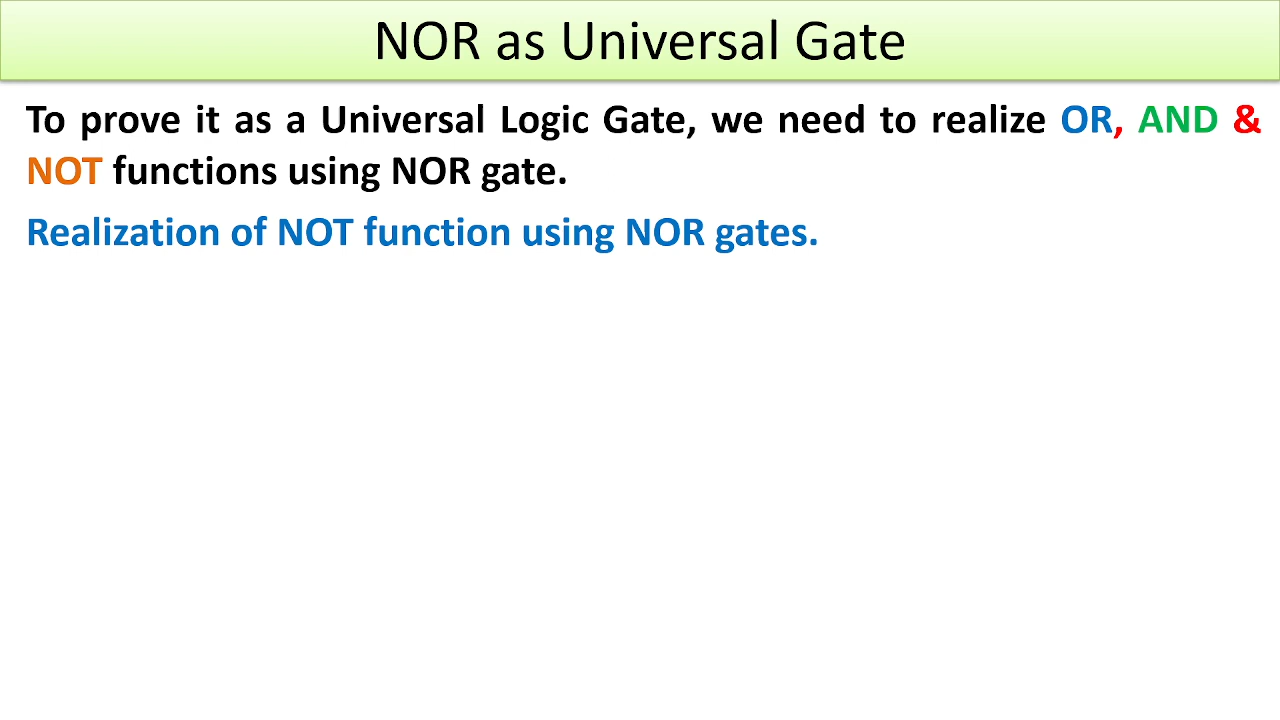 NOR as Universal Gate
To prove it as a Universal Logic Gate, we need to realize OR, AND &
NOT functions using NOR gate.
Realization of NOT function using NOR gates.